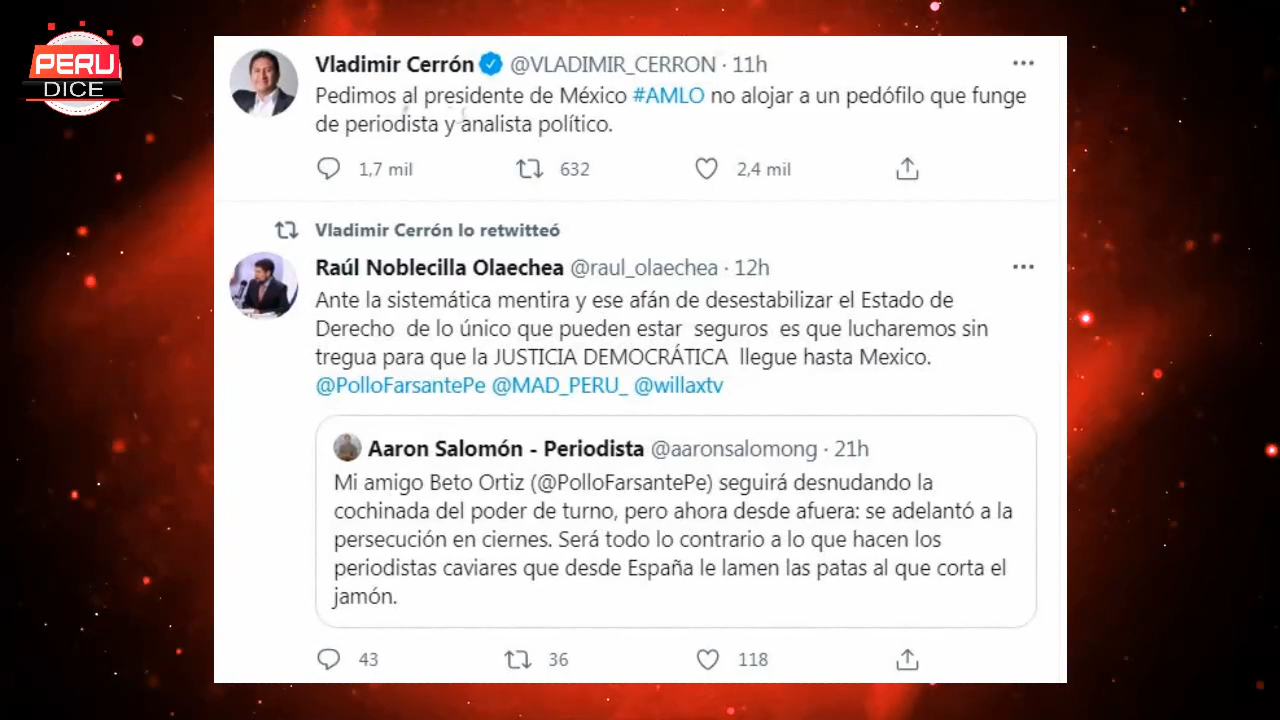 PERU
DICE
Vladimir Cerrón @VLADIMIR_CERRON · 11h
Pedimos al presidente de México #AMLO no alojar a un pedófilo que funge
de periodista y analista político.
1,7 mil 632 2,4 mil
Vladimir Cerrón lo retwitteó
Raúl Noblecilla Olaechea @raul_olaechea · 12h
Ante la sistemática mentira y ese afán de desestabilizar el Estado de
Derecho de lo único que pueden estar seguros es que lucharemos sin
tregua para que la JUSTICIA DEMOCRÁTICA llegue hasta Mexico.
@PolloFarsantePe @MAD_PERU_ @willaxtv
Aaron Salomón - Periodista @aaronsalomong · 21h
Mi amigo Beto Ortiz (@PolloFarsantePe) seguirá desnudando la
cochinada del poder de turno, pero ahora desde afuera: se adelantó a la
persecución en ciernes. Será todo lo contrario a lo que hacen los
periodistas caviares que desde España le lamen las patas al que corta el
jamón.
43 36 118